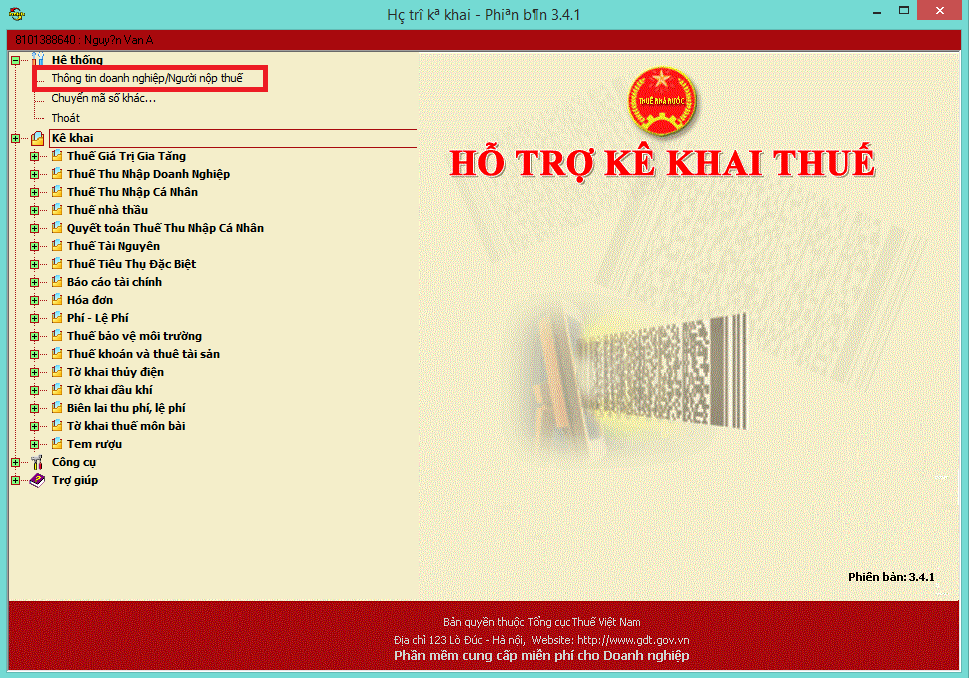 Hç trî kª khai - Phiªn b¶n 3.4.1
8101388640 : Nguy?n Van A
Hệ thống
Thông tin doanh nghiệp/Người nộp thuế
Chuyển mã số khác...
Thoát
Kê khai
Thuế Giá Trị Gia Tăng
Thuế Thu Nhập Doanh Nghiệp
Thuế Thu Nhập Cá Nhân
Thuế nhà thầu
Quyết toán Thuế Thu Nhập Cá Nhân
Thuế Tài Nguyên
Thuế Tiêu Thụ Đặc Biệt
Báo cáo tài chính
Hóa đơn
Phí - Lệ Phí
Thuế bảo vệ môi trường
Thuế khoán và thuê tài sản
Tờ khai thủy điện
Tờ khai dầu khí
Biên lai thu phí, lệ phí
Tờ khai thuế môn bài
Tem rượu
Công cụ
Trợ giúp
THUẾ NHÀ NƯỚC
HỖ TRỢ KÊ KHAI THUẾ
Phiên bản: 3.4.1
Bản quyền thuộc Tổng cục Thuế Việt Nam
Địa chỉ 123 Lò Đúc - Hà nội, Website: http://www.gdt.gov.vn
Phần mềm cung cấp miễn phí cho Doanh nghiệp